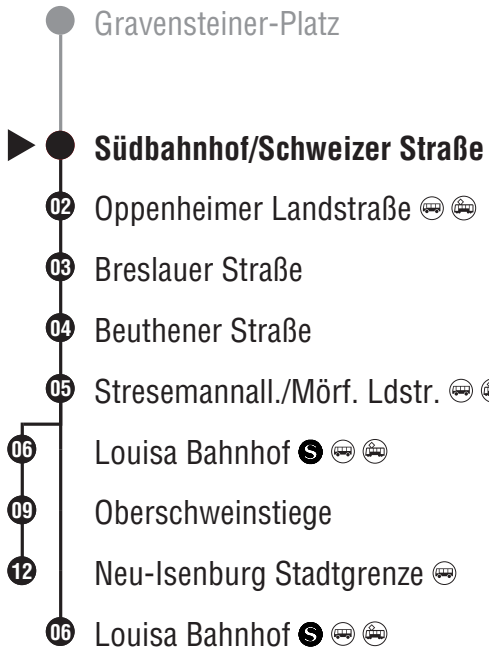 Gravensteiner-Platz
Südbahnhof/Schweizer Straße
02 Oppenheimer Landstraße
03 Breslauer Straße
04 Beuthener Straße
05 Stresemannall./Mörf. Ldstr.
06 Louisa Bahnhof S
09 Oberschweinstiege
12 Neu-Isenburg Stadtgrenze
06 Louisa Bahnhof S